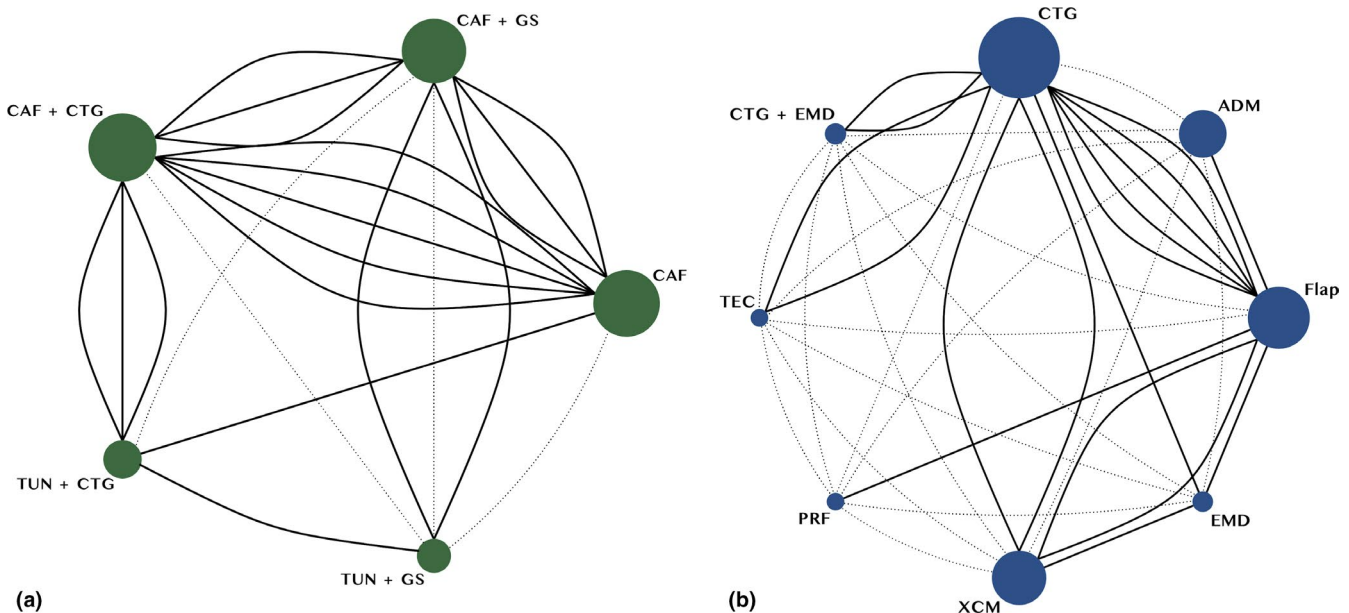 CAF + GS
CAF + CTG
CAF
TUN + CTG
TUN + GS
(a)
CTG
CTG + EMD
ADM
TEC
Flap
PRF
EMD
XCM
(b)